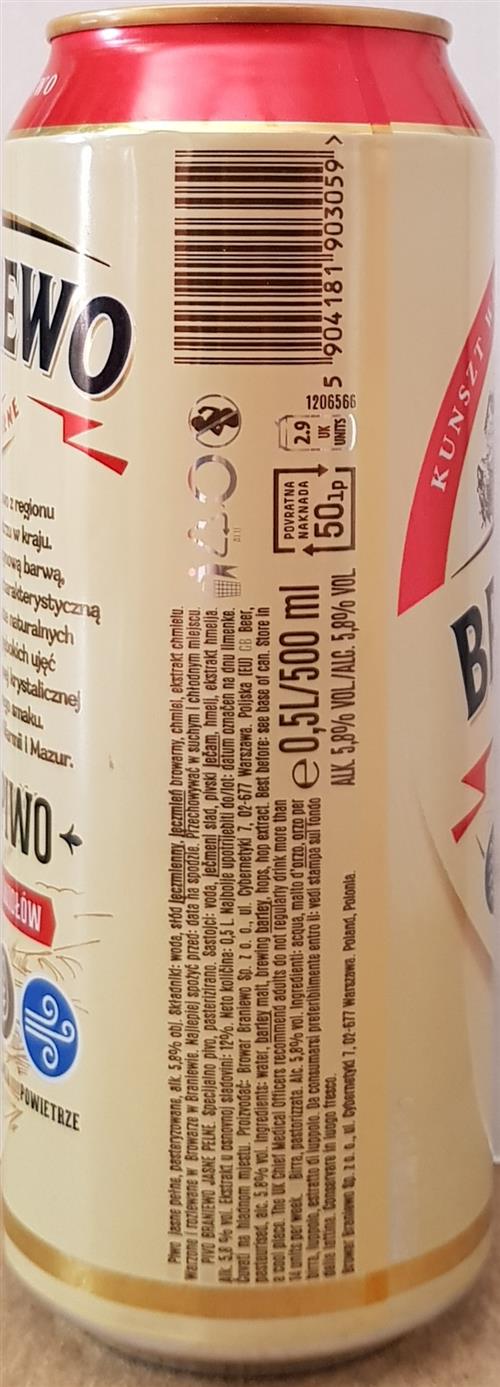 EWO
z regionu
w kraju.
barwą,
naturalnych
ujęć
krystalicznej
smaku.
i Mazur.
PIWO
POWIETRZE
5 904181 903059 >
1206566
2.9
UK
UNITS
POVRATNA
NAKNADA
50lp
e 0,5L/500 ml
ALK. 5,8% VOL./ALC. 5,8% VOL.
Piwo jasne pełne, pasteryzowane, alk. 5,8% obj. Składniki: woda, słód jęczmienny, jęczmień browarny, chmiel, ekstrakt chmielu.
Warzone i rozlewane w Browarze w Braniewie. Najlepiej spożyć przed: data na spodzie. Przechowywać w suchym i chłodnym miejscu.
PIVO BRANIEWO JASNE PEŁNE. Specijalno pivo, pasterizirano. Sastojci: voda, ječmeni slad, pivski ječam, hmelj, ekstrakt hmelja.
Alk. 5,8 % vol. Ekstrakt u osnovnoj sladovini: 12%. Neto količina: 0,5 L. Najbolje upotrijebiti do/lot: datum označen na dnu limenke.
Čuvati na hladnom mjestu. Proizvođač: Browar Braniewo Sp. z o. o., ul. Cybernetyki 7, 02-677 Warszawa. Poljska (EU) GB Beer,
pasteurised, alc. 5.8% vol. Ingredients: water, barley malt, brewing barley, hops, hop extract. Best before: see base of can. Store in
a cool place. The UK Chief Medical Officers recommend adults do not regularly drink more than
14 units per week. Birra, pastorizzata. Alc. 5,8% vol. Ingredienti: acqua, malto d'orzo, orzo per
birra, luppolo, estratto di luppolo. Da consumarsi preferibilmente entro il: vedi stampa sul fondo
della lattina. Conservare in luogo fresco.
Browar Braniewo Sp. z o. o., ul. Cybernetyki 7, 02-677 Warszawa. Poland, Polonia.
KUNSZT
B